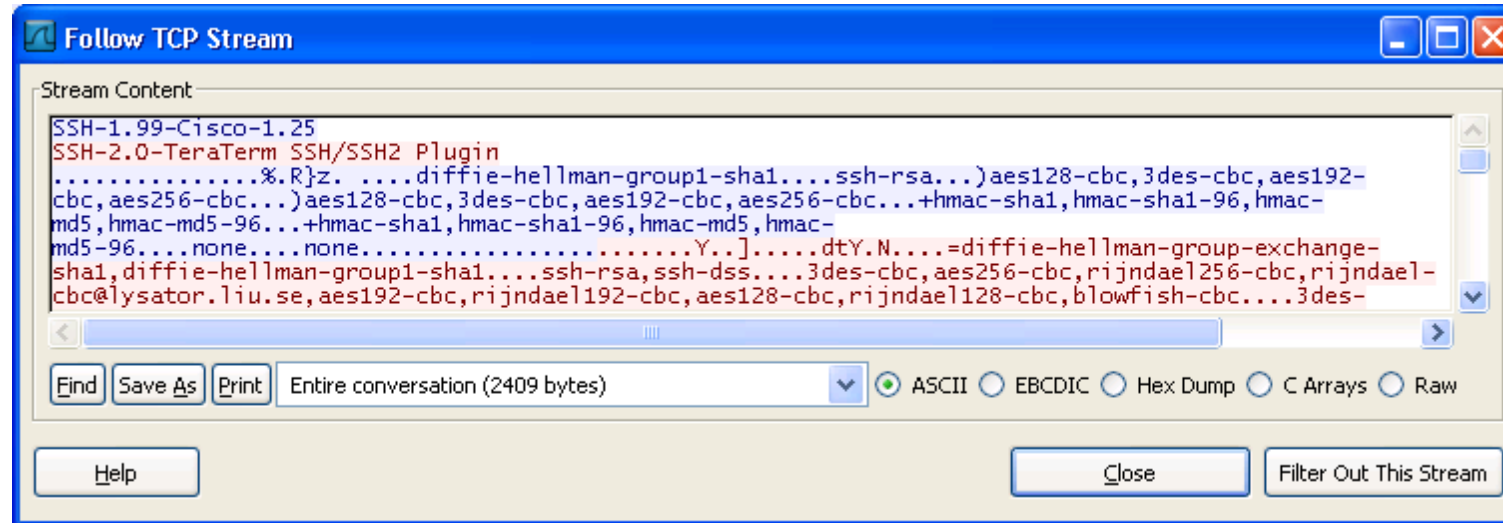 Follow TCP Stream
Stream Content
SSH-1.99-Cisco-1.25
SSH-2.0-TeraTerm SSH/SSH2 Plugin
...............%.R}z. ....diffie-hellman-group1-sha1....ssh-rsa...)aes128-cbc,3des-cbc,aes192-
cbc,aes256-cbc...)aes128-cbc,3des-cbc,aes192-cbc,aes256-cbc...+hmac-sha1,hmac-sha1-96,hmac-
md5,hmac-md5-96...+hmac-sha1,hmac-sha1-96,hmac-md5,hmac-
md5-96....none....none.........................Y..].....dtY.N....=diffie-hellman-group-exchange-
sha1,diffie-hellman-group1-sha1....ssh-rsa,ssh-dss....3des-cbc,aes256-cbc,rijndael256-cbc,rijndael-
cbc@lysator.liu.se,aes192-cbc,rijndael192-cbc,aes128-cbc,rijndael128-cbc,blowfish-cbc....3des-
Find Save As Print Entire conversation (2409 bytes) ASCII EBCDIC Hex Dump C Arrays Raw
Help Close Filter Out This Stream